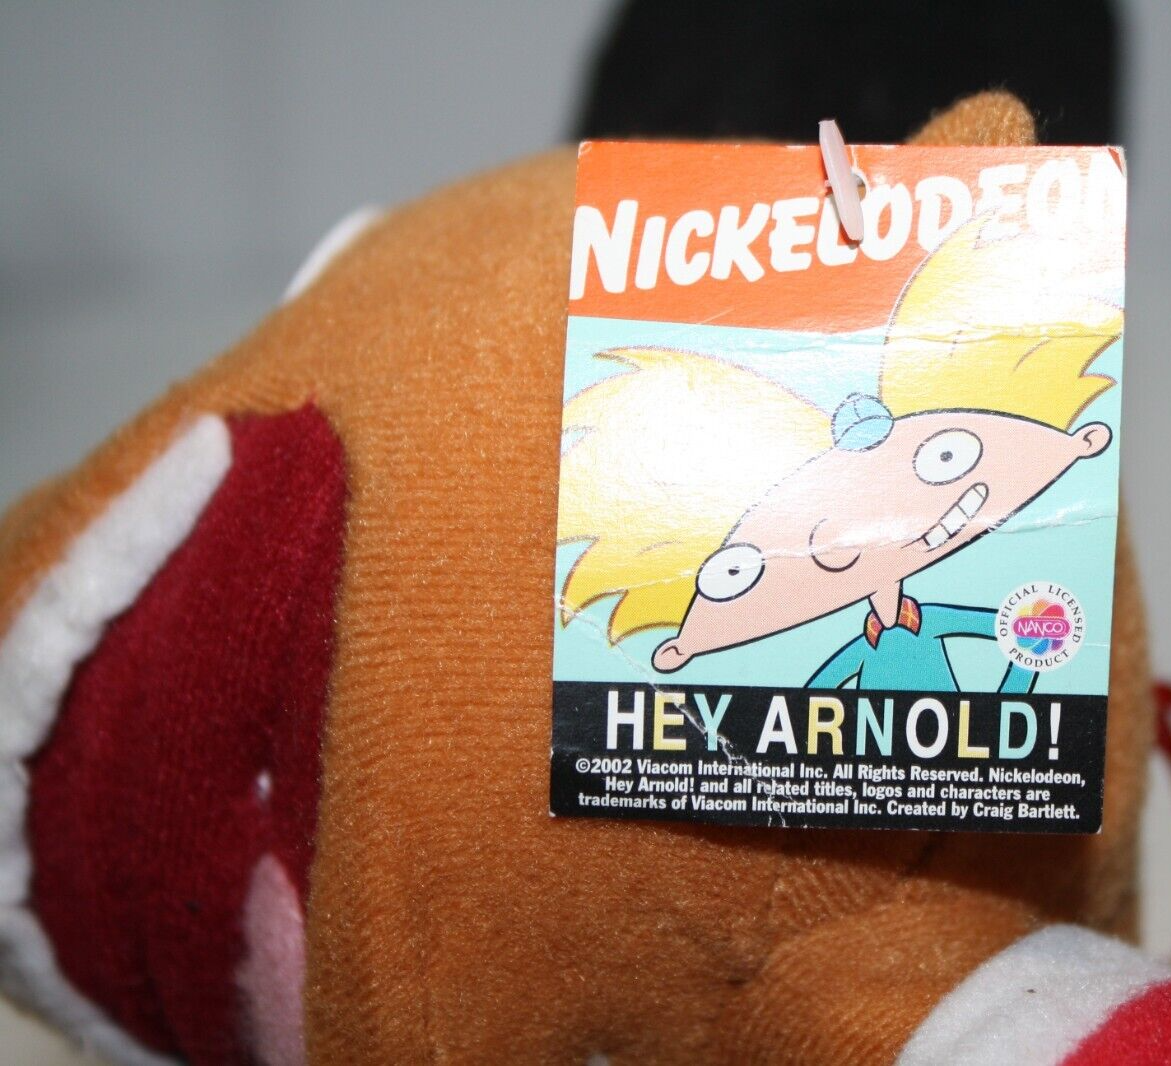 NICKELODEON
OFFICIAL LICENSED
NANCO
PRODUCT
HEY ARNOLD!
©2002 Viacom International Inc. All Rights Reserved. Nickelodeon,
Hey Arnold! and all related titles, logos and characters are
trademarks of Viacom International Inc. Created by Craig Bartlett.